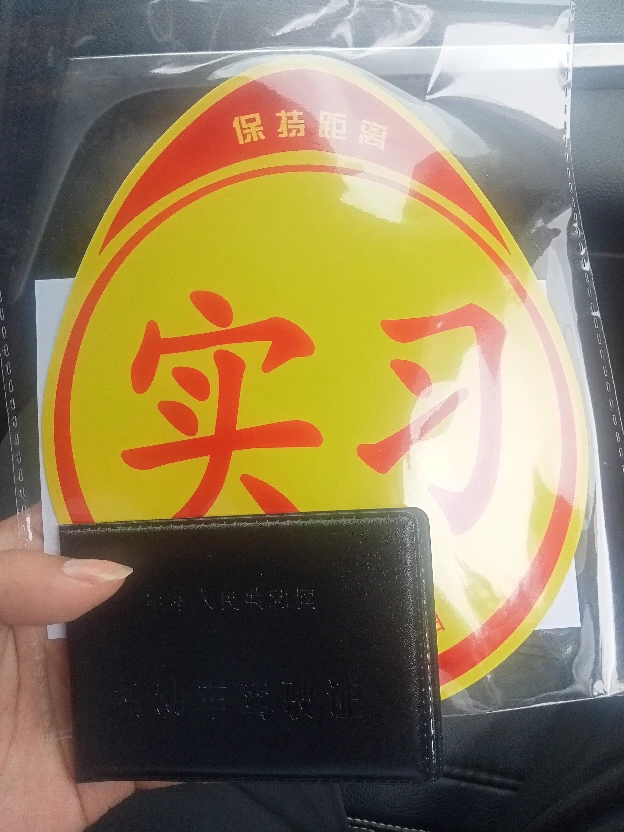 保持距离
实习
中华人民共和国
机动车驾驶证